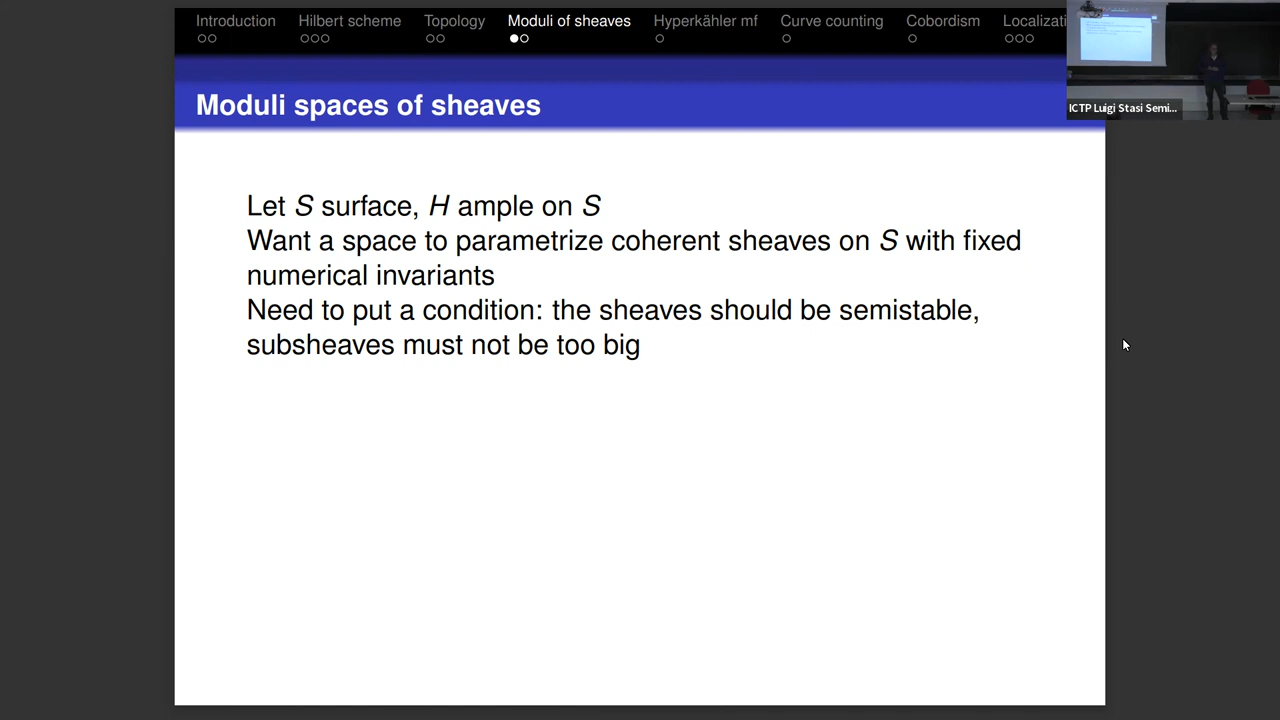 Introduction Hilbert scheme Topology Moduli of sheaves Hyperkähler mf Curve counting Cobordism Localizati
Moduli spaces of sheaves
ICTP Luigi Stasi Semi...
Let S surface, H ample on S
Want a space to parametrize coherent sheaves on S with fixed
numerical invariants
Need to put a condition: the sheaves should be semistable,
subsheaves must not be too big